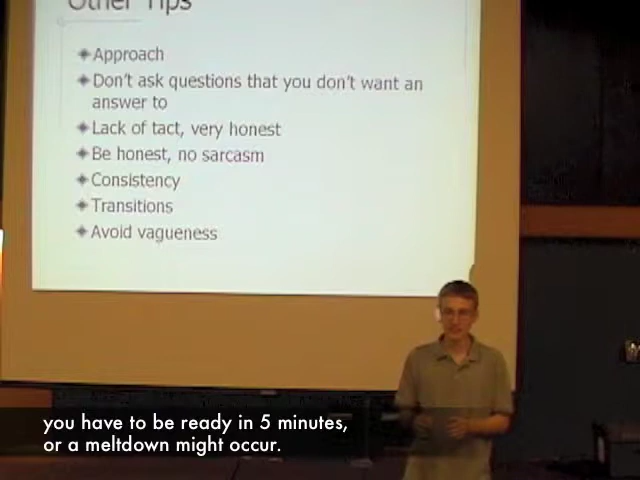 Other Tips
Approach
Don't ask questions that you don't want an
answer to
Lack of tact, very honest
Be honest, no sarcasm
Consistency
Transitions
Avoid vagueness
you have to be ready in 5 minutes,
or a meltdown might occur.